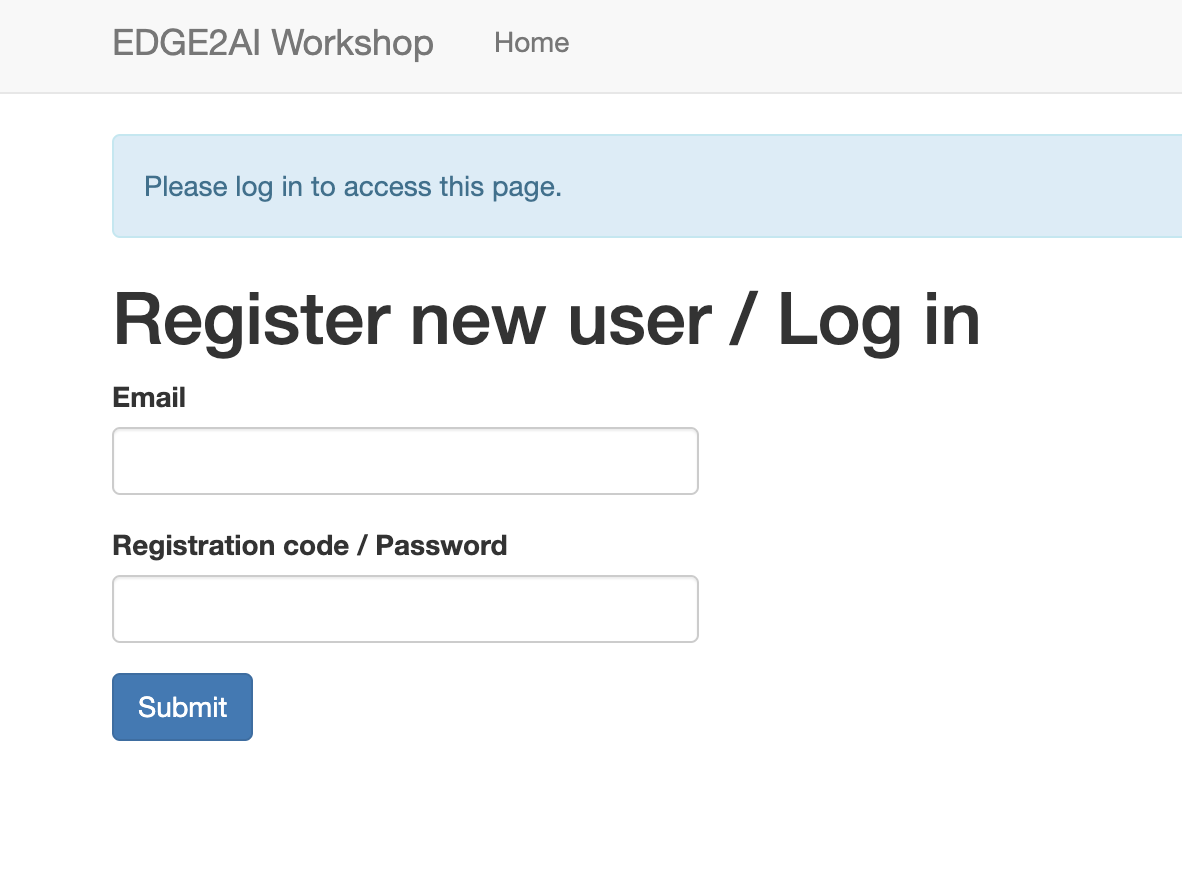 EDGE2AI Workshop Home
Please log in to access this page.
Register new user / Log in
Email
Registration code / Password
Submit